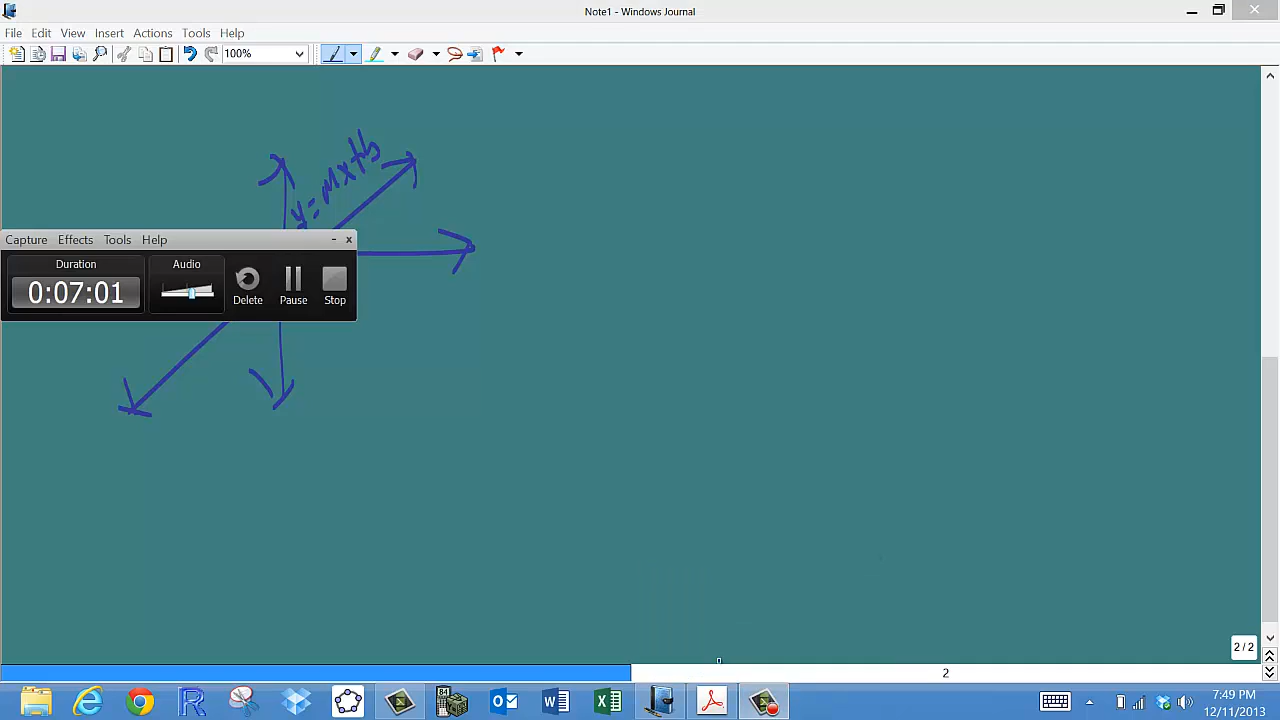 Note1 - Windows Journal
File Edit View Insert Actions Tools Help
100%
y=mx+b
Capture Effects Tools Help
- x
Duration Audio
0:07:01 Delete Pause Stop
2 / 2
2
84
7:49 PM
12/11/2013